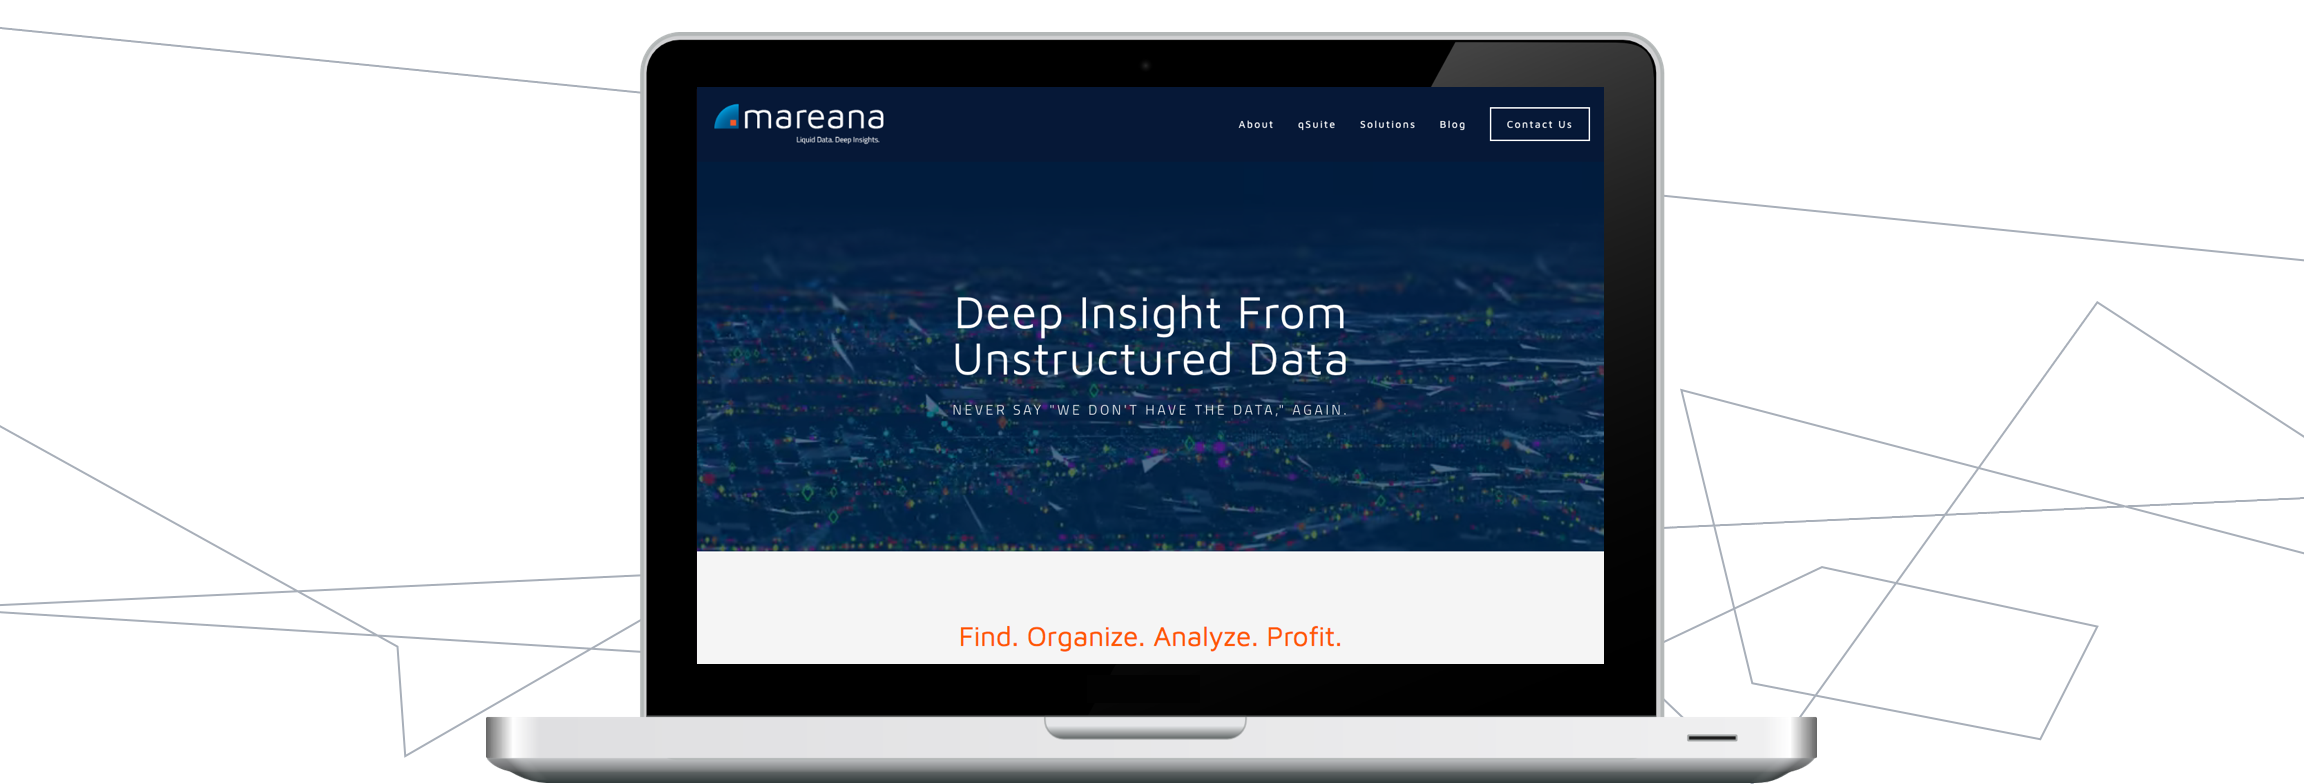 mareana
Liquid Data. Deep Insights.
About qSuite Solutions Blog Contact Us
Deep Insight From
Unstructured Data
NEVER SAY "WE DON'T HAVE THE DATA," AGAIN.
Find. Organize. Analyze. Profit.